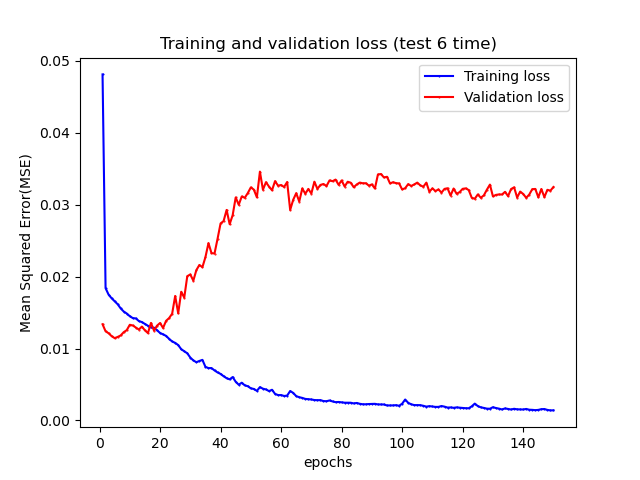 Training and validation loss (test 6 time)
Training loss
Validation loss
Mean Squared Error(MSE)
0.05
0.04
0.03
0.02
0.01
0.00
0 20 40 60 80 100 120 140
epochs